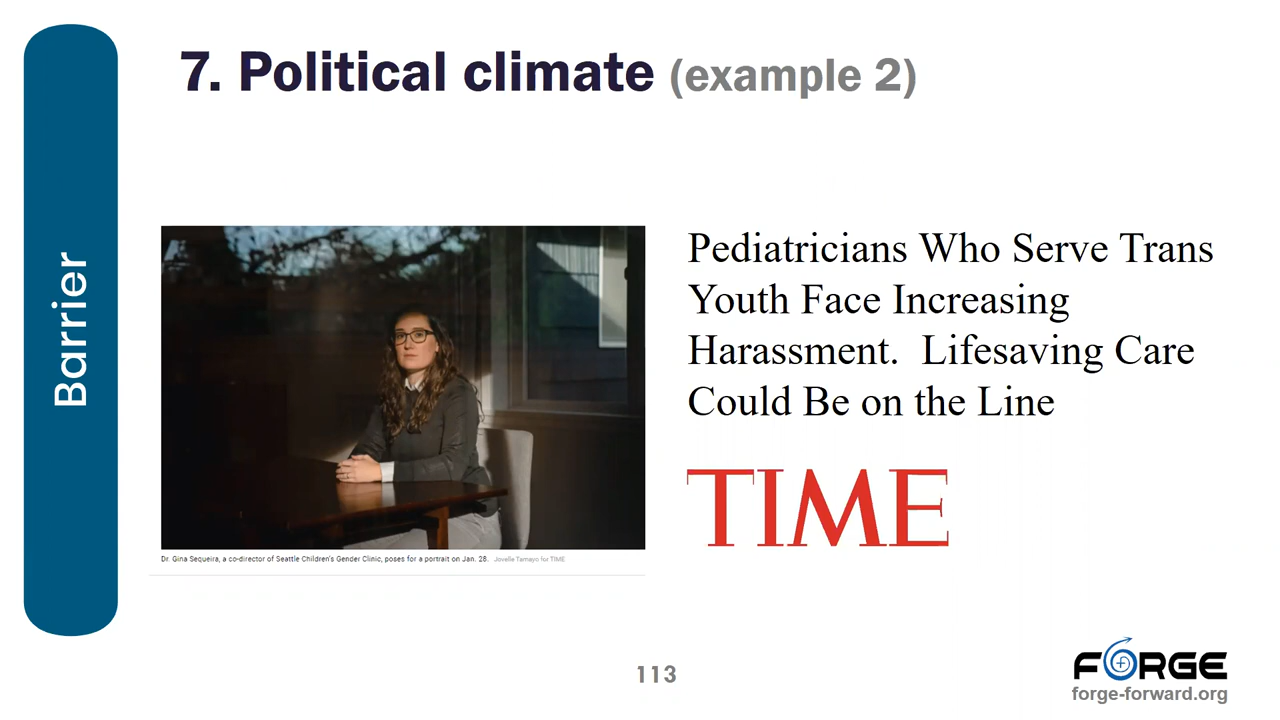 7. Political climate (example 2)
Barrier
Pediatricians Who Serve Trans
Youth Face Increasing
Harassment.  Lifesaving Care
Could Be on the Line
TIME
Dr. Gina Sequeira, a co-director of Seattle Children's Gender Clinic, poses for a portrait on Jan. 28. Jovelle Tamayo for TIME
113
FORGE
forge-forward.org